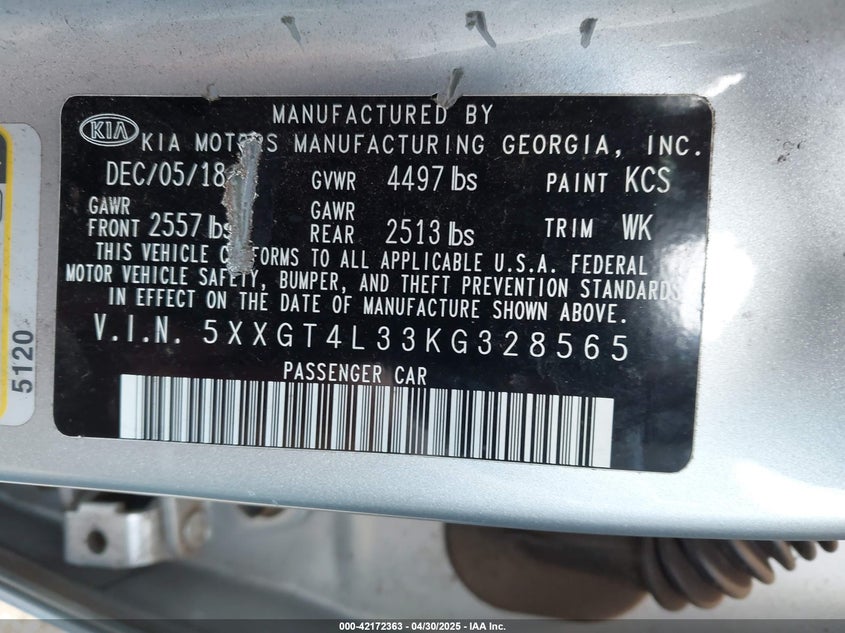 MANUFACTURED BY
KIA KIA MOTORS MANUFACTURING GEORGIA, INC.
DEC/05/18 GVWR 4497 lbs PAINT KCS
GAWR FRONT 2557 lbs GAWR REAR 2513 lbs TRIM WK
THIS VEHICLE CONFORMS TO ALL APPLICABLE U.S.A. FEDERAL
MOTOR VEHICLE SAFETY, BUMPER, AND THEFT PREVENTION STANDARDS
IN EFFECT ON THE DATE OF MANUFACTURE SHOWN ABOVE.
V.I.N. 5XXGT4L33KG328565
PASSENGER CAR
5120
000-42172363 - 04/30/2025 - IAA Inc.